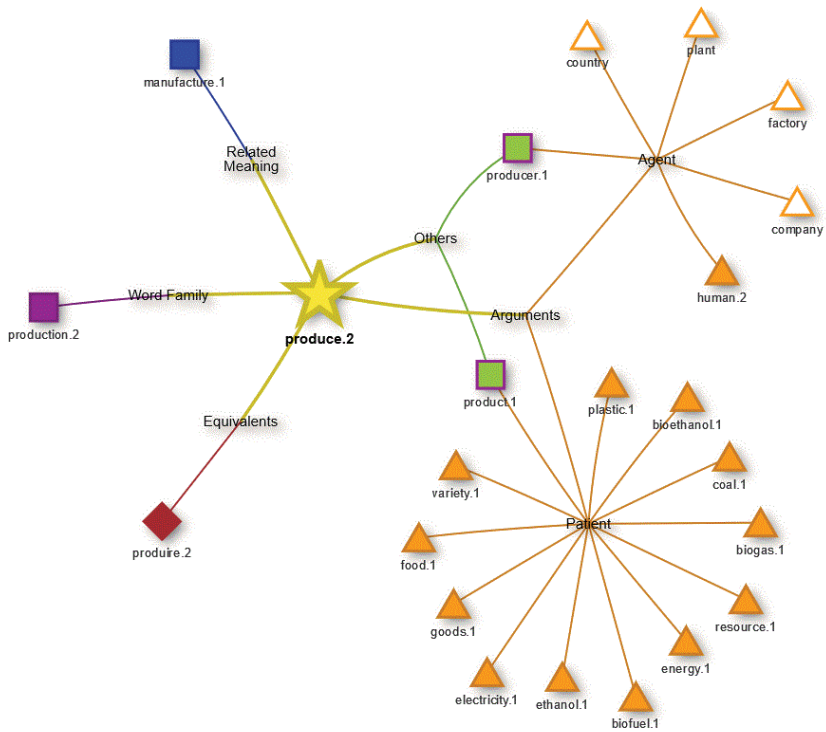 country
plant
manufacture.1
factory
Related
Meaning
Agent
producer.1
company
Others
Word Family
human.2
production.2
Arguments
produce.2
product.1
plastic.1
Equivalents
bioethanol.1
coal.1
variety.1
Patient
produire.2
biogas.1
food.1
resource.1
goods.1
energy.1
electricity.1
ethanol.1
biofuel.1